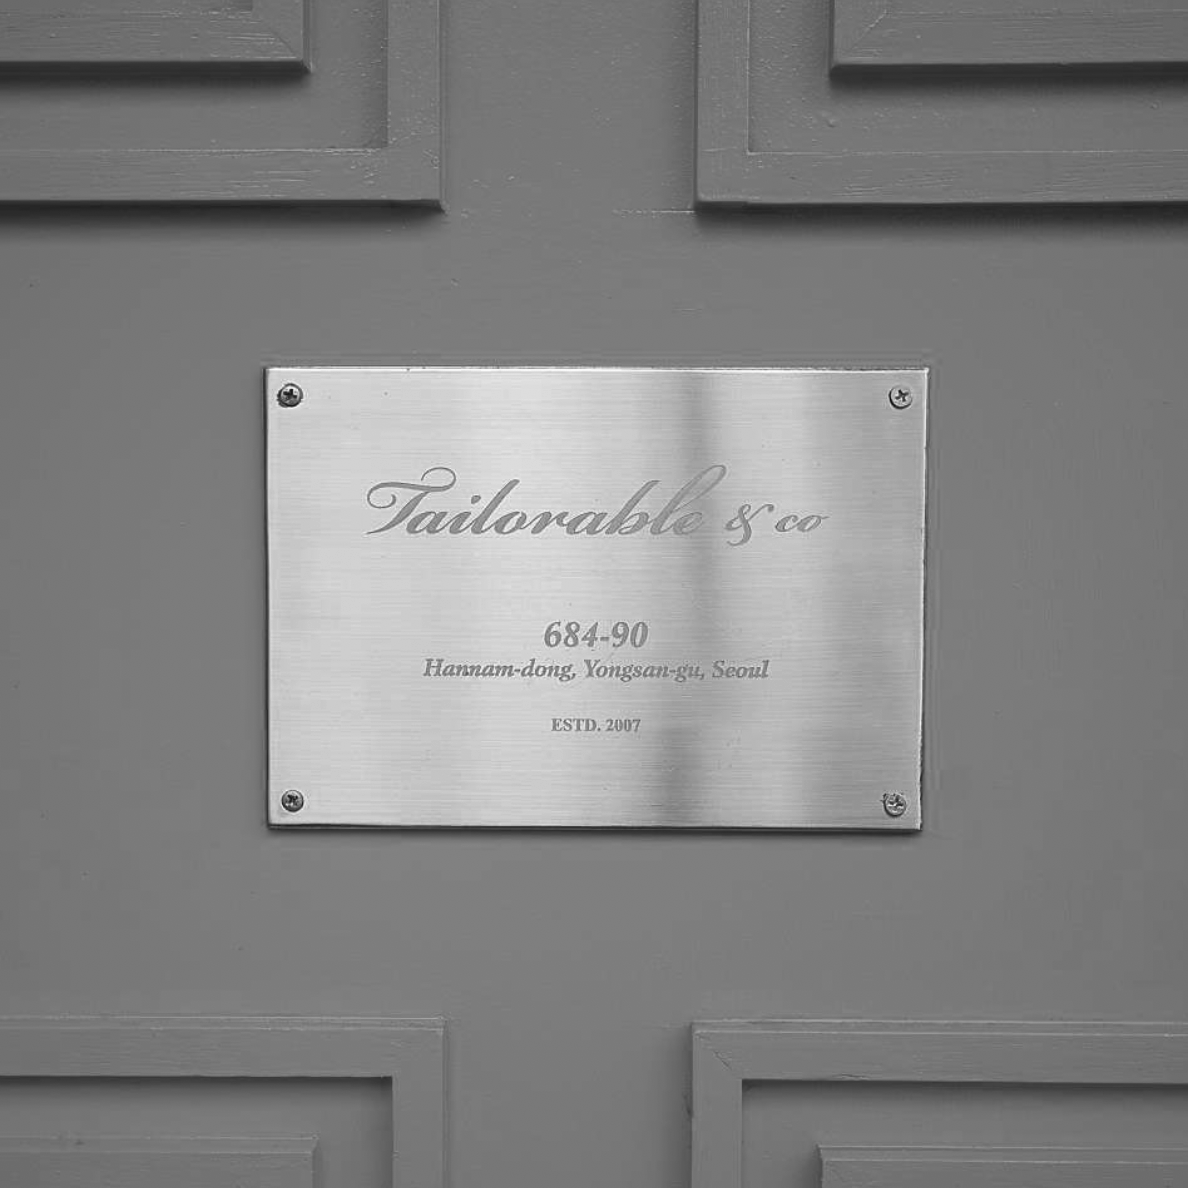 Tailorable & co
684-90
Hannam-dong, Yongsan-gu, Seoul
ESTD. 2007